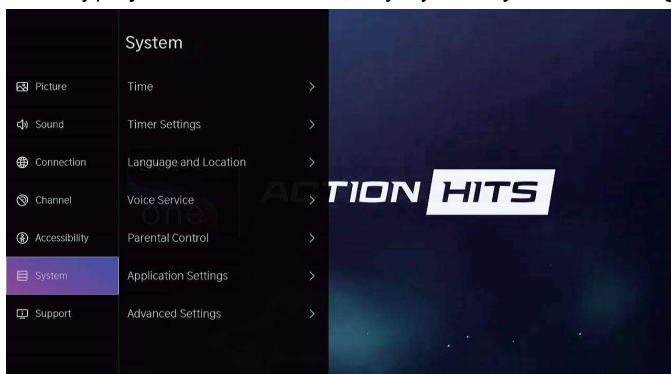 System
Picture
Time
Sound
Timer Settings
Connection
Language and Location
Channel
Voice Service
Accessibility
Parental Control
System
Application Settings
Support
Advanced Settings
one
ACTION HITS